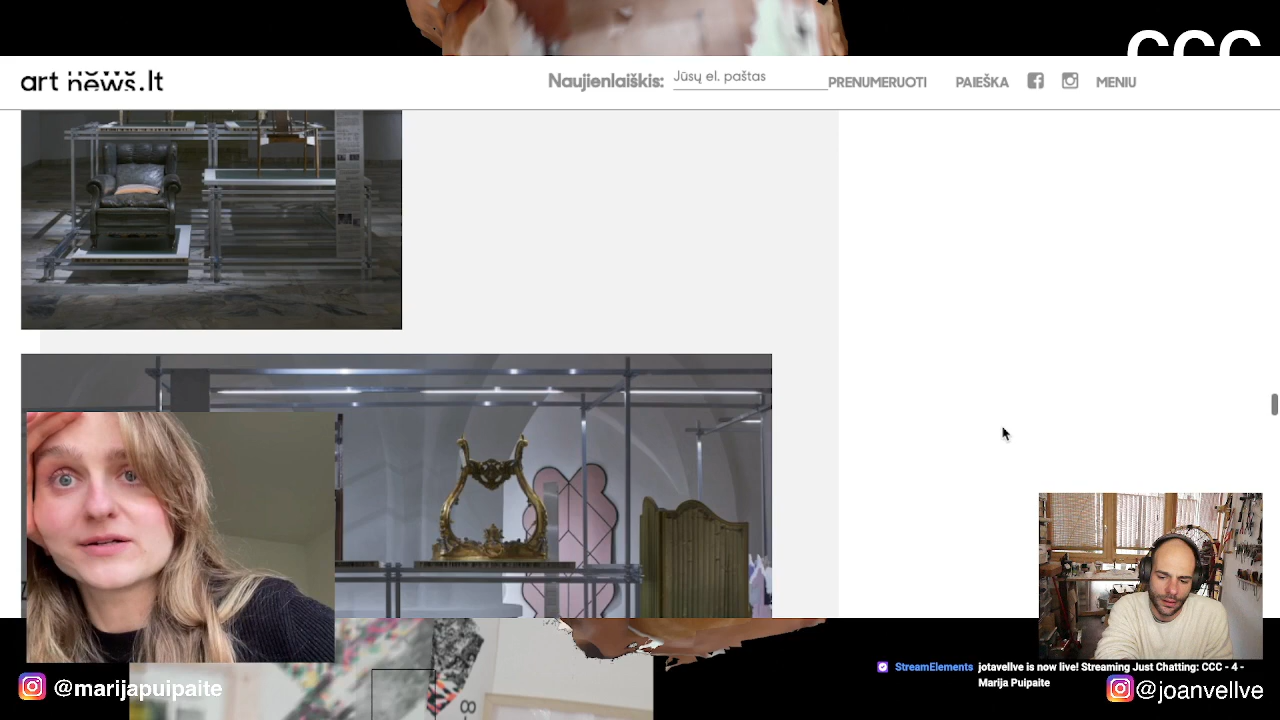 CCC
art news.lt
Naujienlaiškis:
Jūsų el. paštas
PRENUMERUOTI
PAIEŠKA
MENIU
@marijapuipaite
StreamElements jotavellve is now live! Streaming Just Chatting: CCC - 4 -
Marija Puipaite
@joanvellve